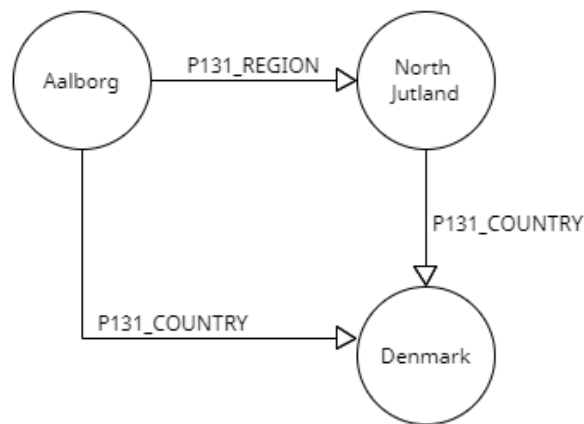 Aalborg
P131_REGION
North
Jutland
P131_COUNTRY
P131_COUNTRY
Denmark